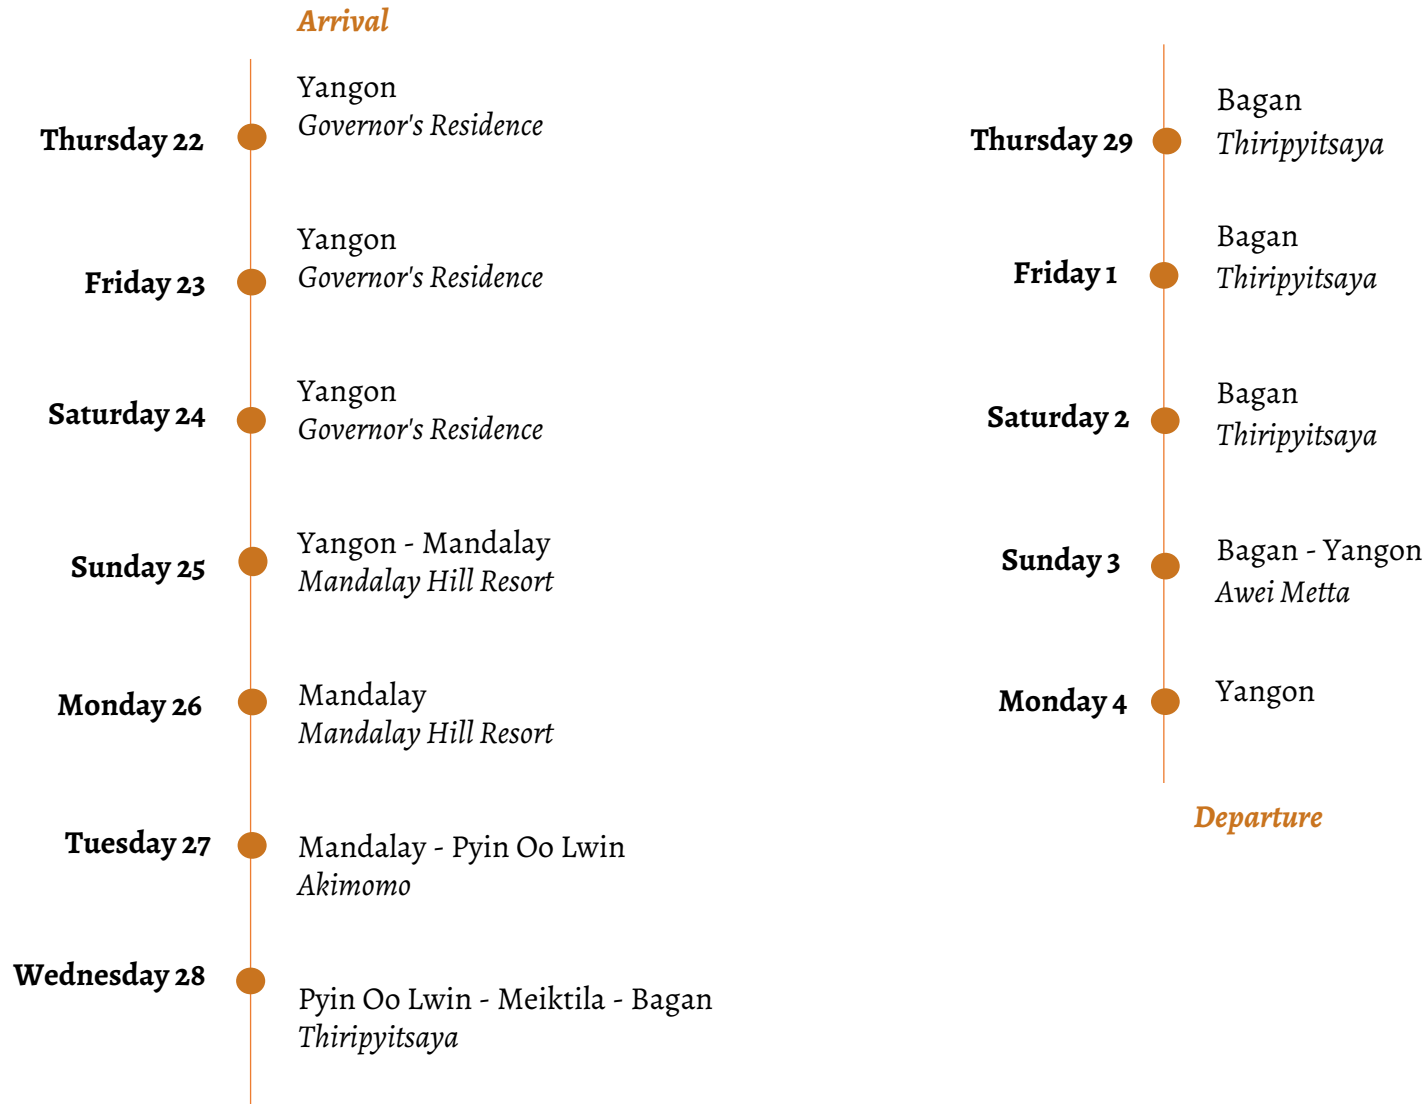 Arrival
Thursday 22
Yangon
Governor's Residence
Friday 23
Yangon
Governor's Residence
Saturday 24
Yangon
Governor's Residence
Sunday 25
Yangon - Mandalay
Mandalay Hill Resort
Monday 26
Mandalay
Mandalay Hill Resort
Tuesday 27
Mandalay - Pyin Oo Lwin
Akimomo
Wednesday 28
Pyin Oo Lwin - Meiktila - Bagan
Thiripyitsaya
Thursday 29
Bagan
Thiripyitsaya
Friday 1
Bagan
Thiripyitsaya
Saturday 2
Bagan
Thiripyitsaya
Sunday 3
Bagan - Yangon
Awei Metta
Monday 4
Yangon
Departure